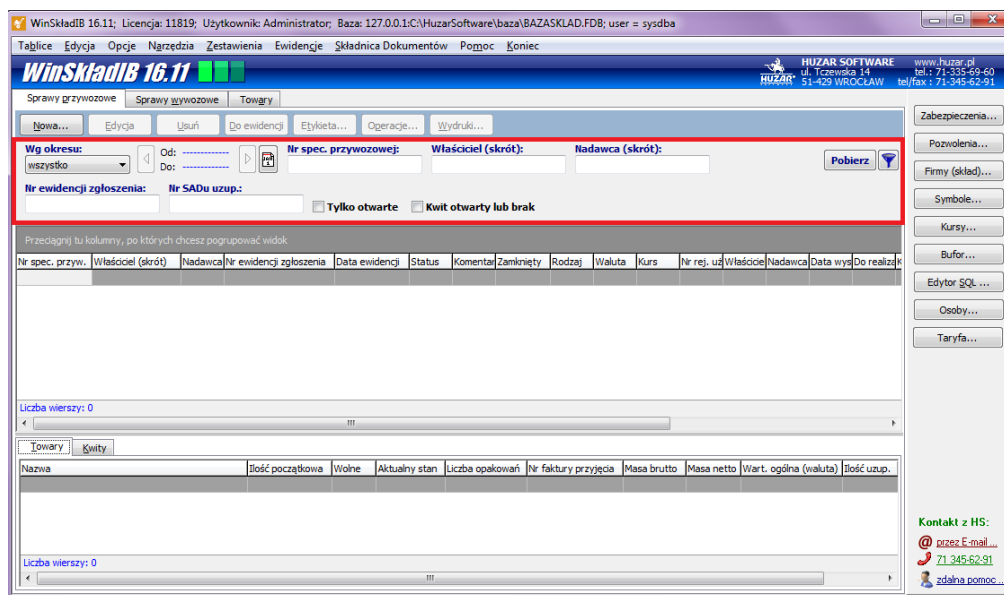 WinSkładIB 16.11; Licencja: 11819; Użytkownik: Administrator; Baza: 127.0.0.1:C:\HuzarSoftware\baza\BAZASKLAD.FDB; user = sysdba
Tablice Edycja Opcje Narzędzia Zestawienia Ewidencje Składnica Dokumentów Pomoc Koniec
WinSkładIB 16.11
HUZAR
HUZAR SOFTWARE
ul. Tczewska 14
51-429 WROCŁAW
www.huzar.pl
tel.: 71-335-69-60
tel/fax : 71-345-62-91
Sprawy przywozowe Sprawy wywozowe Towary
Nowa... Edycja Usuń Do ewidencji Etykieta... Operacje... Wydruki...
Wg okresu: Od: ------------- Nr spec. przywozowej: Właściciel (skrót): Nadawca (skrót):
wszystko Do: ------------- Pobierz
Nr ewidencji zgłoszenia: Nr SADu uzup.:
Tylko otwarte Kwit otwarty lub brak
Przeciągnij tu kolumny, po których chcesz pogrupować widok
Nr spec. przyw. Właściciel (skrót) Nadawca Nr ewidencji zgłoszenia Data ewidencji Status Komentar Zamknięty Rodzaj Waluta Kurs Nr rej. uż Właścicie Nadawca Data wys Do realiza K
Liczba wierszy: 0
Towary Kwity
Nazwa Ilość początkowa Wolne Aktualny stan Liczba opakowań Nr faktury przyjęcia Masa brutto Masa netto Wart. ogólna (waluta) Ilość uzup.
Liczba wierszy: 0
Zabezpieczenia...
Pozwolenia...
Firmy (skład)...
Symbole...
Kursy...
Bufor...
Edytor SQL ...
Osoby...
Taryfa...
Kontakt z HS:
przez E-mail ...
71 345-62-91
zdalna pomoc ..